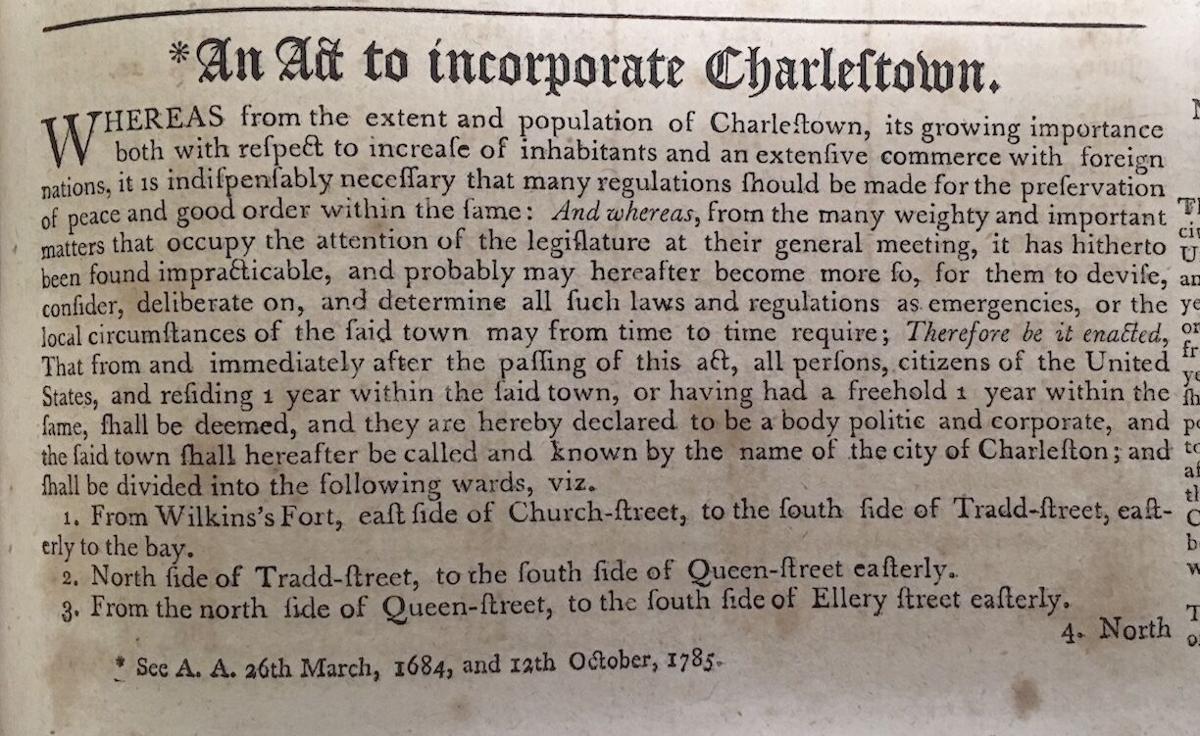 *An Act to incorporate Charleſtown.
WHEREAS from the extent and population of Charleſtown, its growing importance
both with reſpect to increaſe of inhabitants and an extenſive commerce with foreign
nations, it is indiſpenſably neceſſary that many regulations ſhould be made for the preſervation
of peace and good order within the ſame: And whereas, from the many weighty and important
matters that occupy the attention of the legiſlature at their general meeting, it has hitherto
been found impracticable, and probably may hereafter become more ſo, for them to deviſe,
conſider, deliberate on, and determine all ſuch laws and regulations as emergencies, or the
local circumſtances of the ſaid town may from time to time require; Therefore be it enacted,
That from and immediately after the paſſing of this act, all perſons, citizens of the United
States, and reſiding 1 year within the ſaid town, or having had a freehold 1 year within the
ſame, ſhall be deemed, and they are hereby declared to be a body politic and corporate, and
the ſaid town ſhall hereafter be called and known by the name of the city of Charleſton; and
ſhall be divided into the following wards, viz.
1. From Wilkins's Fort, eaſt ſide of Church-ſtreet, to the ſouth ſide of Tradd-ſtreet, eaſt-
erly to the bay.
2. North ſide of Tradd-ſtreet, to the ſouth ſide of Queen-ſtreet eaſterly.
3. From the north ſide of Queen-ſtreet, to the ſouth ſide of Ellery ſtreet eaſterly.
4. North
* See A. A. 26th March, 1684, and 12th October, 1785.